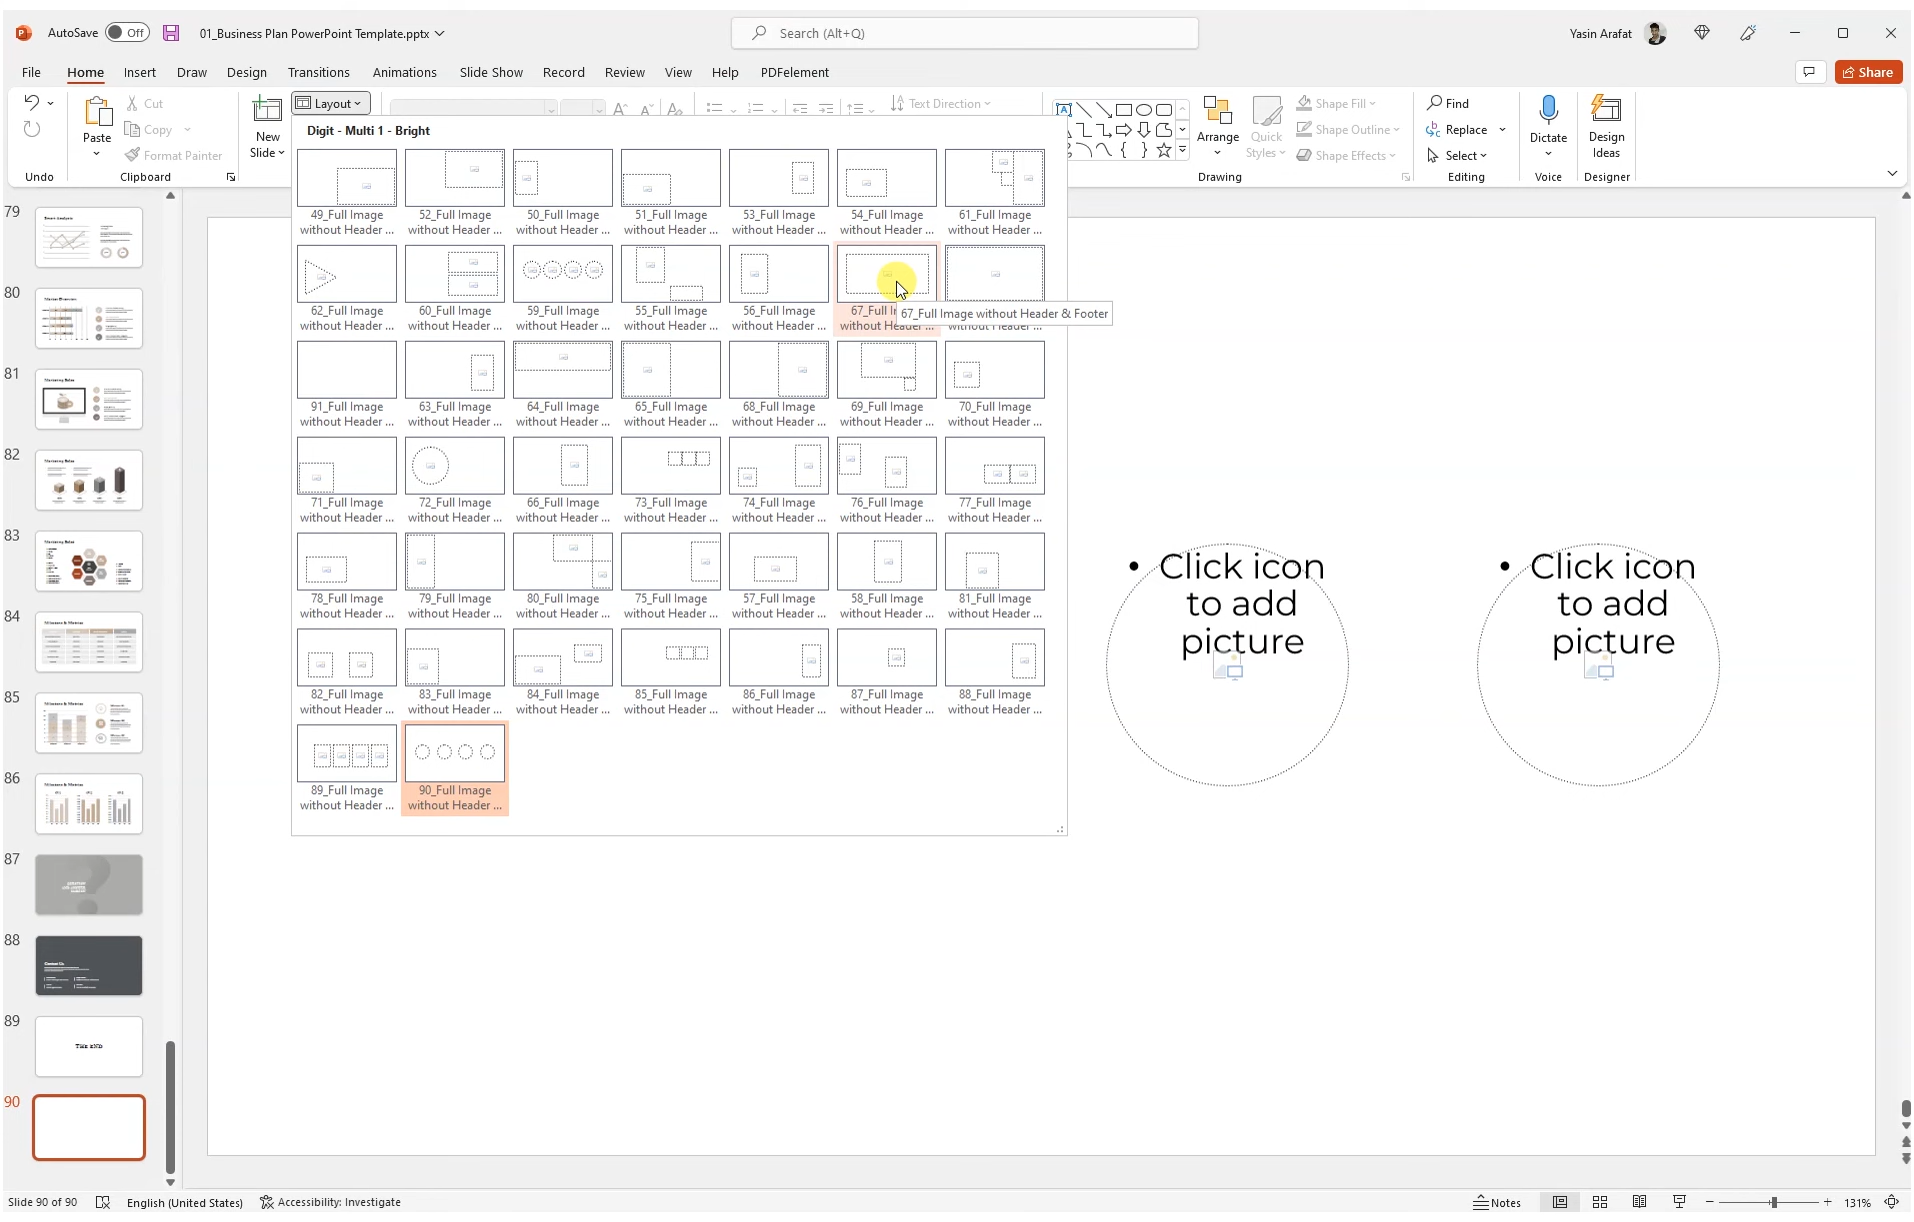 AutoSave Off 01_Business Plan PowerPoint Template.pptx Search (Alt+Q) Yasin Arafat
File Home Insert Draw Design Transitions Animations Slide Show Record Review View Help PDFelement Share
Undo
Paste
Cut
Copy
Format Painter
Clipboard
New
Slide
Layout
Text Direction
Arrange
Quick
Styles
Shape Fill
Shape Outline
Shape Effects
Drawing
Find
Replace
Select
Editing
Dictate
Voice
Design
Ideas
Designer
Digit - Multi 1 - Bright
49_Full Image 52_Full Image 50_Full Image 51_Full Image 53_Full Image 54_Full Image 61_Full Image
without Header ... without Header ... without Header ... without Header ... without Header ... without Header ... without Header ...
62_Full Image 60_Full Image 59_Full Image 55_Full Image 56_Full Image 67_Full I
without Header ... without Header ... without Header ... without Header ... without Header ... without Header ...
67_Full Image without Header & Footer
91_Full Image 63_Full Image 64_Full Image 65_Full Image 68_Full Image 69_Full Image 70_Full Image
without Header ... without Header ... without Header ... without Header ... without Header ... without Header ... without Header ...
71_Full Image 72_Full Image 66_Full Image 73_Full Image 74_Full Image 76_Full Image 77_Full Image
without Header ... without Header ... without Header ... without Header ... without Header ... without Header ... without Header ...
78_Full Image 79_Full Image 80_Full Image 75_Full Image 57_Full Image 58_Full Image 81_Full Image
without Header ... without Header ... without Header ... without Header ... without Header ... without Header ... without Header ...
82_Full Image 83_Full Image 84_Full Image 85_Full Image 86_Full Image 87_Full Image 88_Full Image
without Header ... without Header ... without Header ... without Header ... without Header ... without Header ... without Header ...
89_Full Image 90_Full Image
without Header ... without Header ...
79
80
81
82
83
84
85
86
87
88
Contact Us
89
THE END
90
• Click icon
to add
picture
• Click icon
to add
picture
Slide 90 of 90 English (United States) Accessibility: Investigate Notes 131%